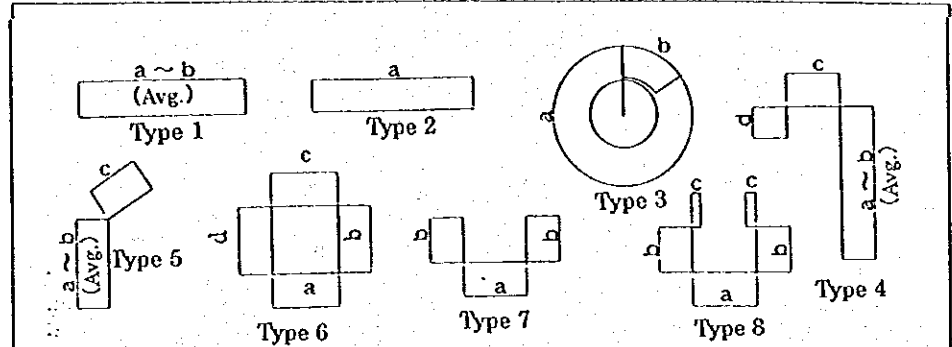 a ~ b
(Avg.)
Type 1
a
Type 2
a
b
Type 3
c
d
a ~ b
(Avg.)
Type 4
c
a ~ b
(Avg.)
Type 5
c
d
b
a
Type 6
b
b
a
Type 7
c
c
b
b
a
Type 8